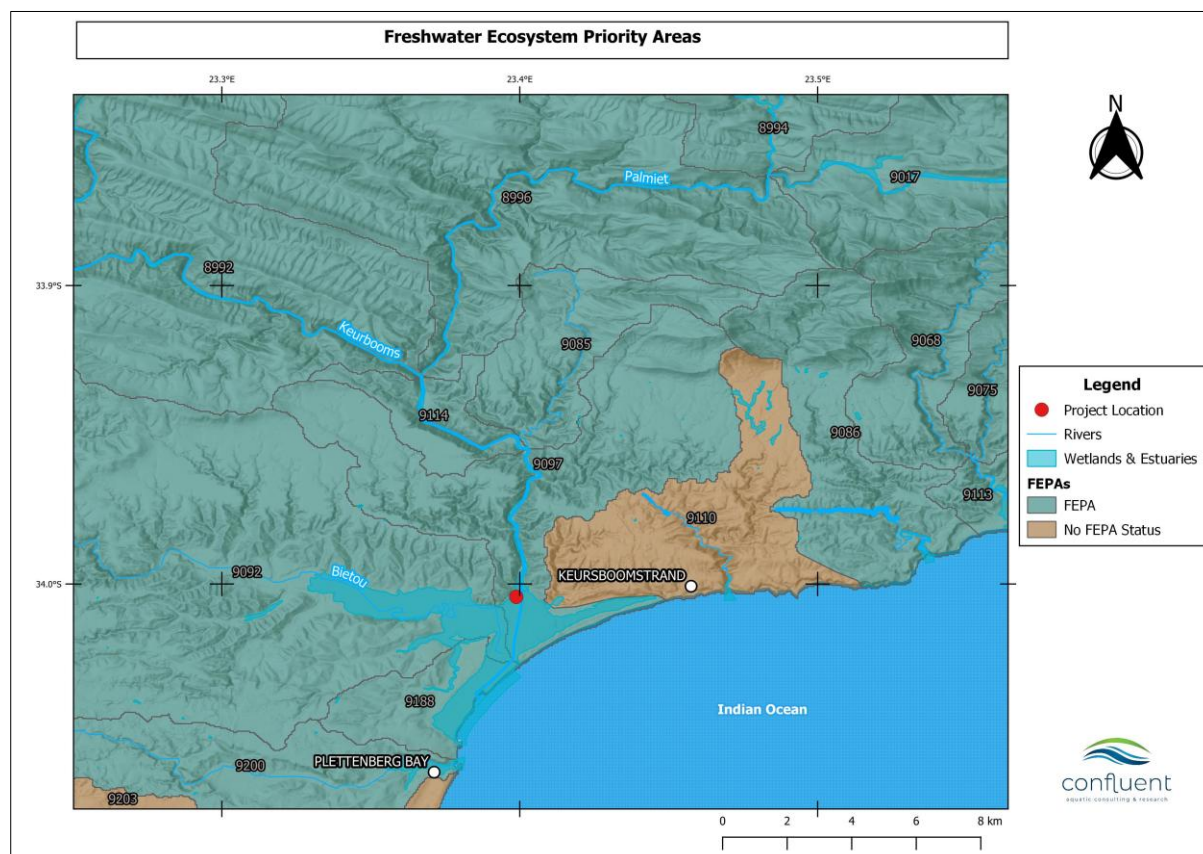 Freshwater Ecosystem Priority Areas
23.3°E
23.4°E
23.5°E
N
8994
Palmiet
9017
8996
8992
33.9°S
Keurbooms
9085
9068
9075
9114
9086
9097
9113
9110
KEURSBOOMSTRAND
34.0°S
9092
Bietou
9188
Indian Ocean
PLETTENBERG BAY
9200
9203
Legend
Project Location
Rivers
Wetlands & Estuaries
FEPAs
FEPA
No FEPA Status
confluent
aquatic consulting & research
0 2 4 6 8 km